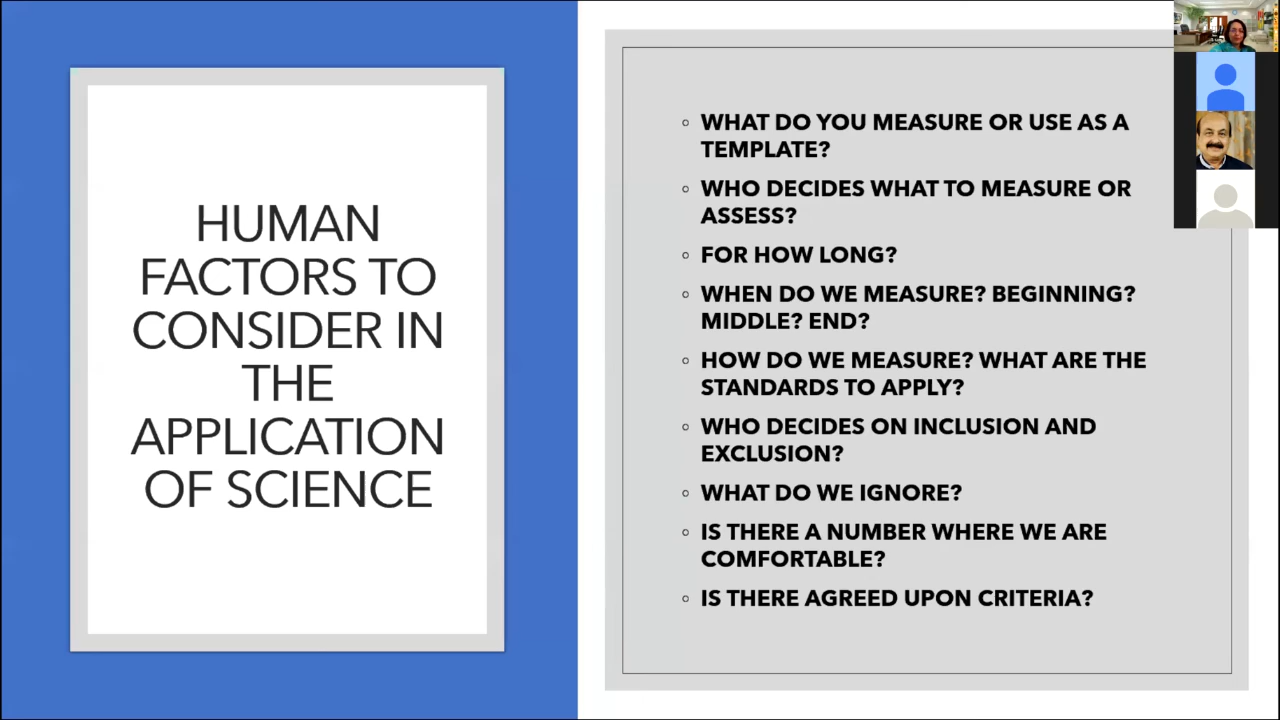 HUMAN
FACTORS TO
CONSIDER IN
THE
APPLICATION
OF SCIENCE
WHAT DO YOU MEASURE OR USE AS A
TEMPLATE?
WHO DECIDES WHAT TO MEASURE OR
ASSESS?
FOR HOW LONG?
WHEN DO WE MEASURE? BEGINNING?
MIDDLE? END?
HOW DO WE MEASURE? WHAT ARE THE
STANDARDS TO APPLY?
WHO DECIDES ON INCLUSION AND
EXCLUSION?
WHAT DO WE IGNORE?
IS THERE A NUMBER WHERE WE ARE
COMFORTABLE?
IS THERE AGREED UPON CRITERIA?